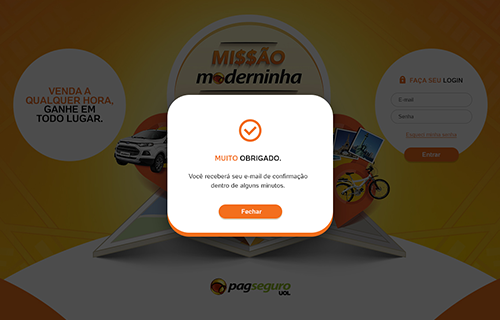 MI$$ÃO
moderninha
VENDA A
QUALQUER HORA,
GANHE EM
TODO LUGAR.
FAÇA SEU LOGIN
E-mail
Senha
Esqueci minha senha
Entrar
MUITO OBRIGADO.
Você receberá seu e-mail de confirmação
dentro de alguns minutos.
Fechar
pagseguro
UOL